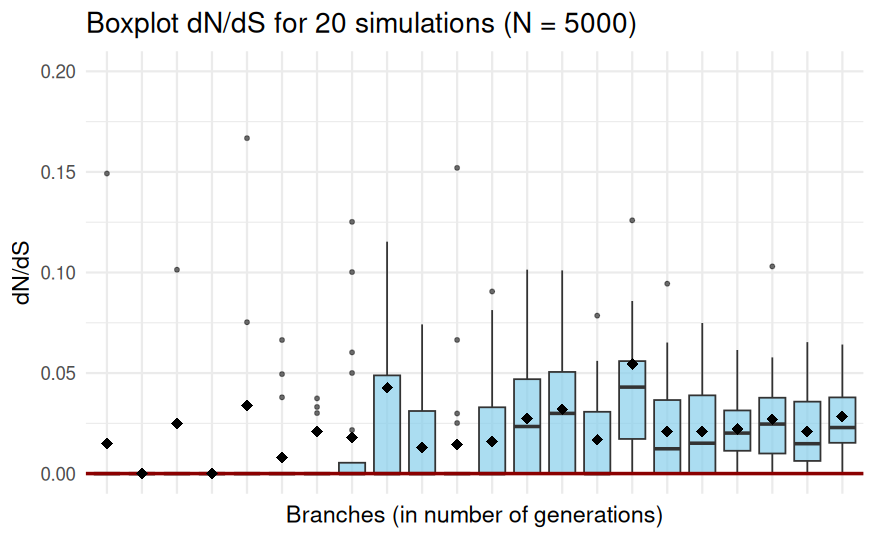 Boxplot dN/dS for 20 simulations (N = 5000)
0.20
0.15
0.10
0.05
0.00
dN/dS
Branches (in number of generations)